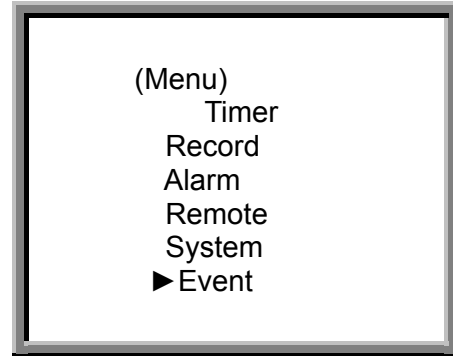 (Menu)
Timer
Record
Alarm
Remote
System
►Event